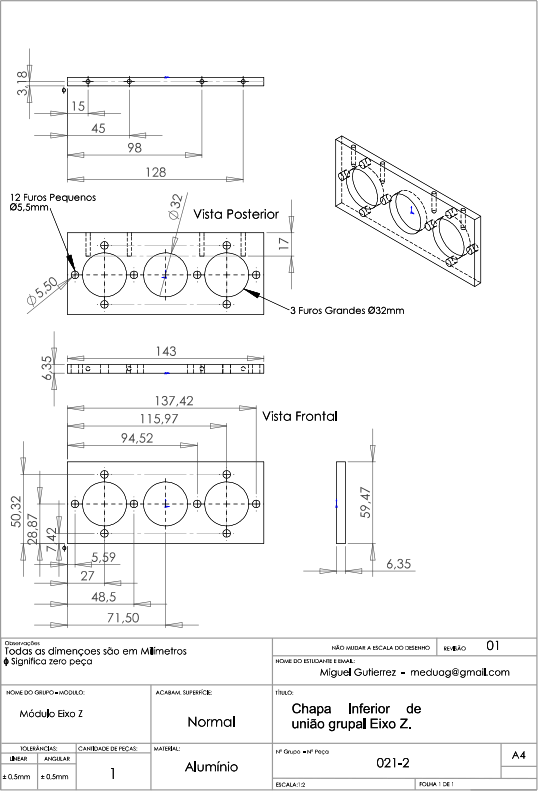 3,18
15
45
98
128
12 Furos Pequenos
Ø5,5mm
Ø32
Vista Posterior
17
Ø5,50
3 Furos Grandes Ø32mm
143
6,35
137,42
115,97
94,52
Vista Frontal
50,32
28,87
7,42
59,47
5,59
27
48,5
71,50
6,35
Observações
Todas as dimençoes são em Milimetros
Significa zero peça
NÃO MUDAR A ESCALA DO DESENHO
REVISÃO 01
NOME DO ESTUDANTE E EMAIL:
Miguel Gutierrez - meduag@gmail.com
NOME DO GRUPO-MÓDULO:
Módulo Eixo Z
ACABAM. SUPERFÍCIE:
Normal
TÍTULO:
Chapa Inferior de
união grupal Eixo Z.
TOLERÂNCIAS:
LINEAR ANGULAR
± 0.5mm ± 0.5mm
CANTIDADE DE PEÇAS:
1
MATERIAL:
Alumínio
Nº Grupo - Nº Peça
021-2
A4
ESCALA:1:2
FOLHA 1 DE 1